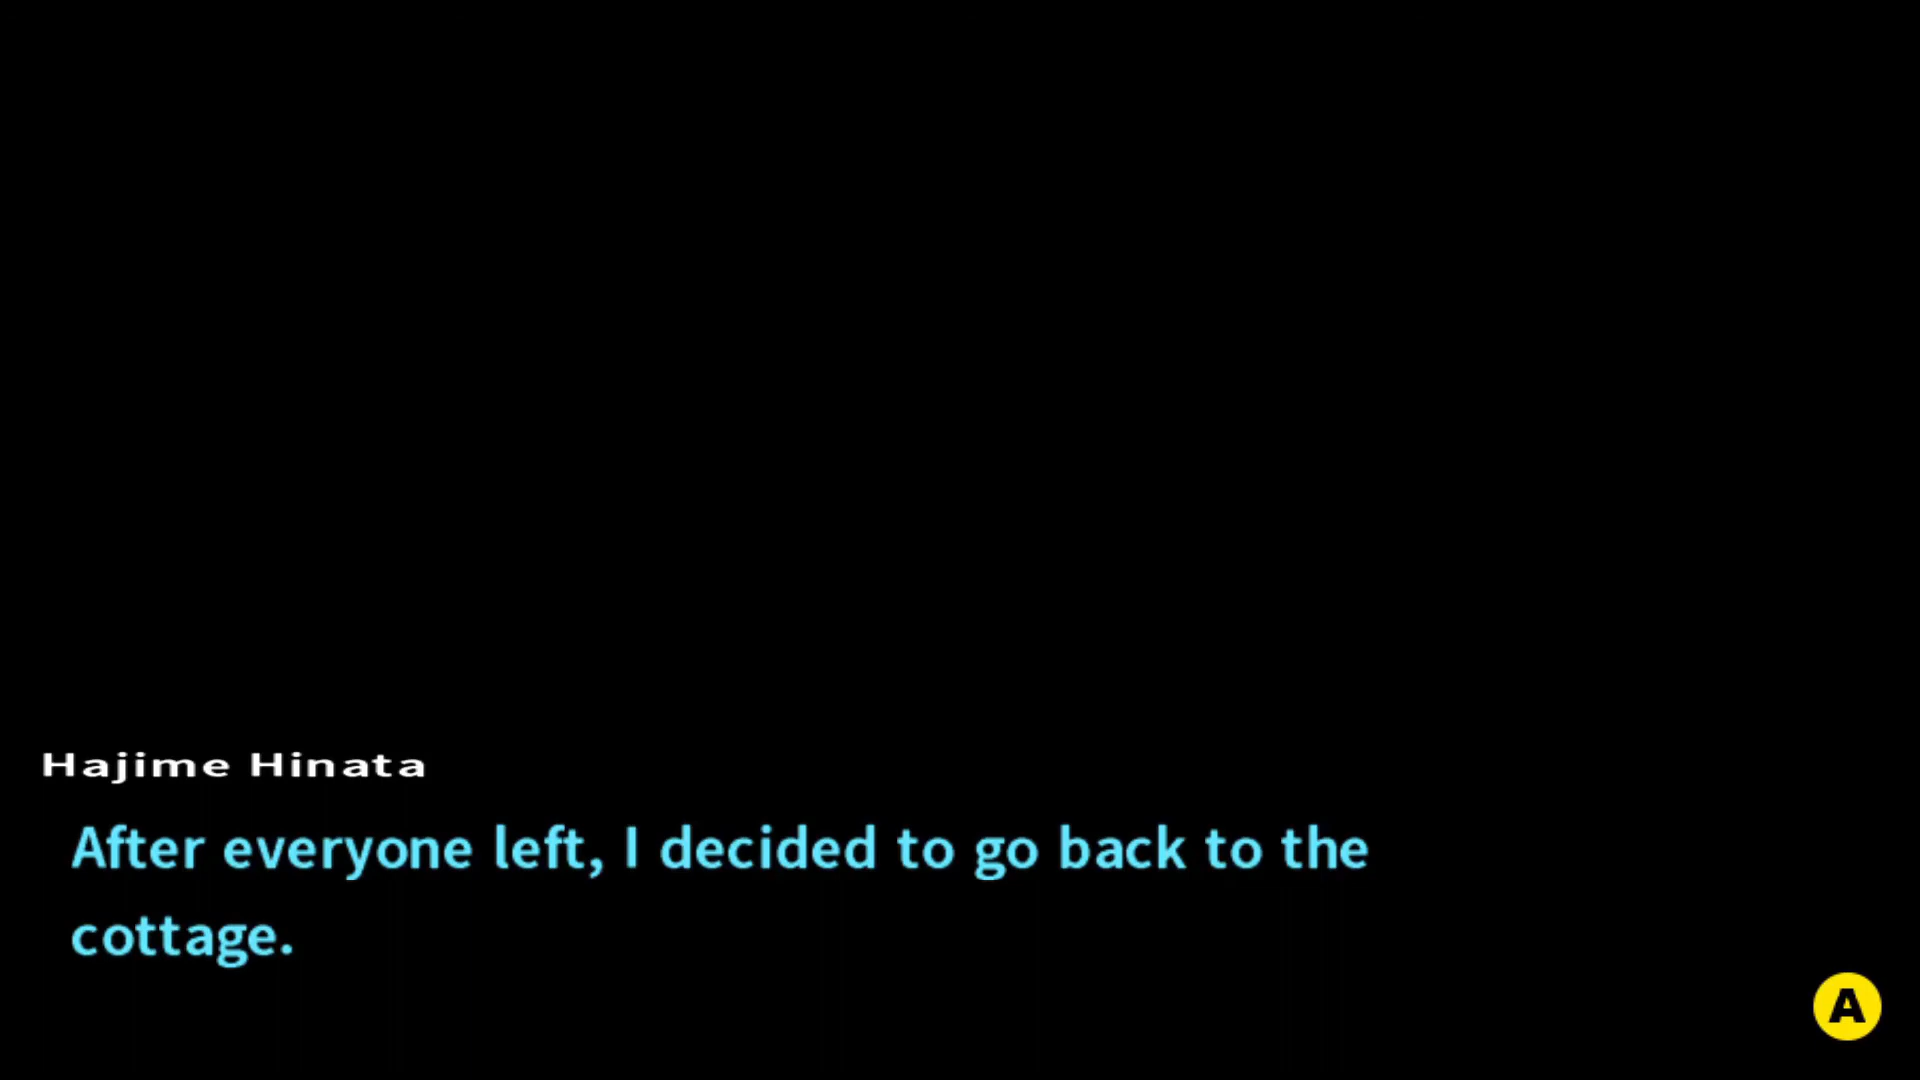 Hajime Hinata
After everyone left, I decided to go back to the
cottage.
A